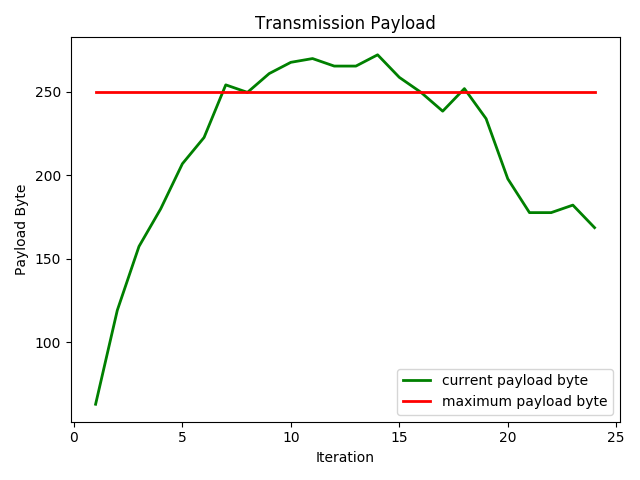 Transmission Payload
Payload Byte
250
200
150
100
0
5
10
15
20
25
Iteration
current payload byte
maximum payload byte